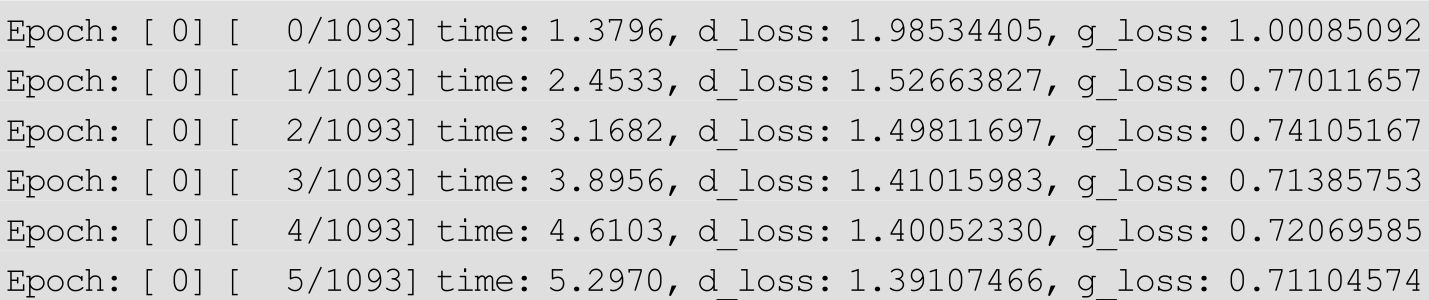 Epoch: [ 0] [   0/1093] time: 1.3796, d_loss: 1.98534405, g_loss: 1.00085092
Epoch: [ 0] [   1/1093] time: 2.4533, d_loss: 1.52663827, g_loss: 0.77011657
Epoch: [ 0] [   2/1093] time: 3.1682, d_loss: 1.49811697, g_loss: 0.74105167
Epoch: [ 0] [   3/1093] time: 3.8956, d_loss: 1.41015983, g_loss: 0.71385753
Epoch: [ 0] [   4/1093] time: 4.6103, d_loss: 1.40052330, g_loss: 0.72069585
Epoch: [ 0] [   5/1093] time: 5.2970, d_loss: 1.39107466, g_loss: 0.71104574